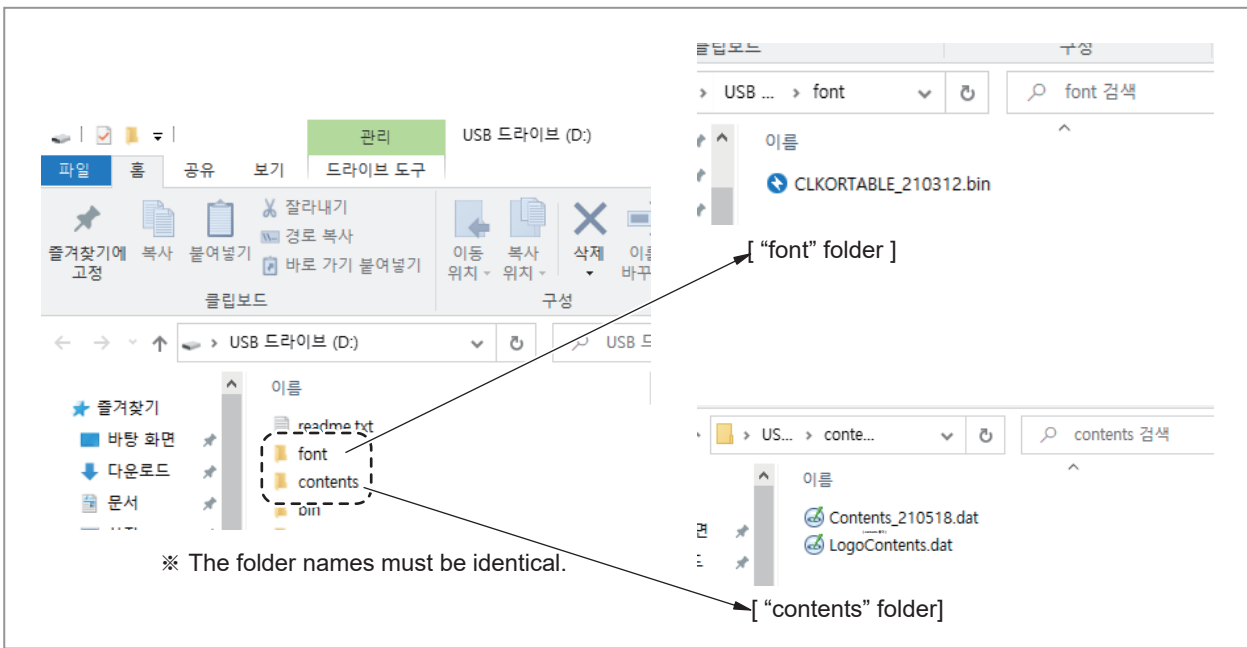 관리
USB 드라이브 (D:)
파일
홈
공유
보기
드라이브 도구
즐겨찾기에
고정
복사
붙여넣기
잘라내기
경로 복사
바로 가기 붙여넣기
이동
위치
복사
위치
삭제
클립보드
구성
USB 드라이브 (D:)
이름
즐겨찾기
바탕 화면
다운로드
문서
readme.txt
font
contents
bin
※ The folder names must be identical.
클립보드
구성
USB ... > font
font 검색
이름
CLKORTABLE_210312.bin
[ “font” folder ]
US... > conte...
contents 검색
이름
Contents_210518.dat
LogoContents.dat
[ “contents” folder]